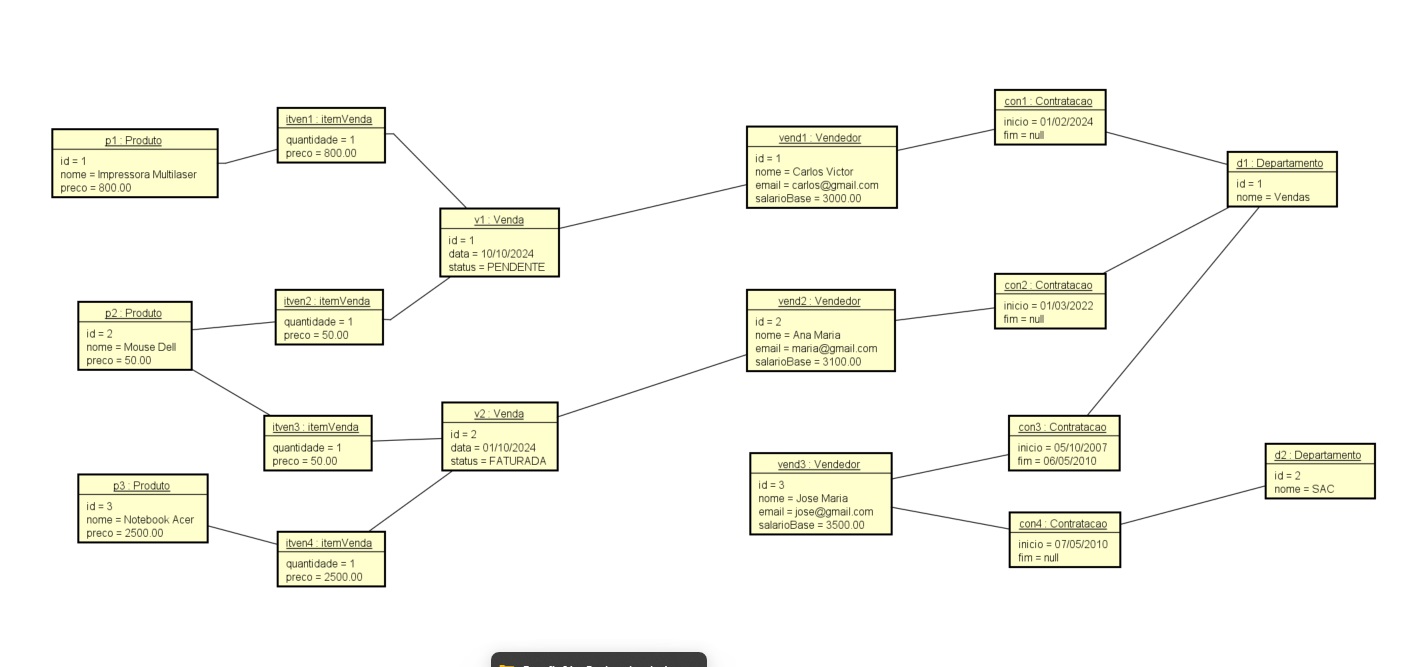 p1 : Produto
id = 1
nome = Impressora Multilaser
preco = 800.00
itven1 : itemVenda
quantidade = 1
preco = 800.00
v1 : Venda
id = 1
data = 10/10/2024
status = PENDENTE
p2 : Produto
id = 2
nome = Mouse Dell
preco = 50.00
itven2 : itemVenda
quantidade = 1
preco = 50.00
itven3 : itemVenda
quantidade = 1
preco = 50.00
v2 : Venda
id = 2
data = 01/10/2024
status = FATURADA
p3 : Produto
id = 3
nome = Notebook Acer
preco = 2500.00
itven4 : itemVenda
quantidade = 1
preco = 2500.00
vend1 : Vendedor
id = 1
nome = Carlos Victor
email = carlos@gmail.com
salarioBase = 3000.00
con1 : Contratacao
inicio = 01/02/2024
fim = null
d1 : Departamento
id = 1
nome = Vendas
vend2 : Vendedor
id = 2
nome = Ana Maria
email = maria@gmail.com
salarioBase = 3100.00
con2 : Contratacao
inicio = 01/03/2022
fim = null
vend3 : Vendedor
id = 3
nome = Jose Maria
email = jose@gmail.com
salarioBase = 3500.00
con3 : Contratacao
inicio = 05/10/2007
fim = 06/05/2010
con4 : Contratacao
inicio = 07/05/2010
fim = null
d2 : Departamento
id = 2
nome = SAC